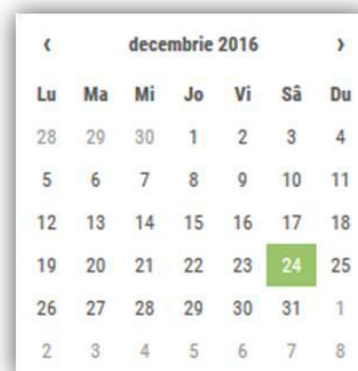 ‹ decembrie 2016 ›
Lu Ma Mi Jo Vi Sâ Du
28 29 30 1 2 3 4
5 6 7 8 9 10 11
12 13 14 15 16 17 18
19 20 21 22 23 24 25
26 27 28 29 30 31 1
2 3 4 5 6 7 8